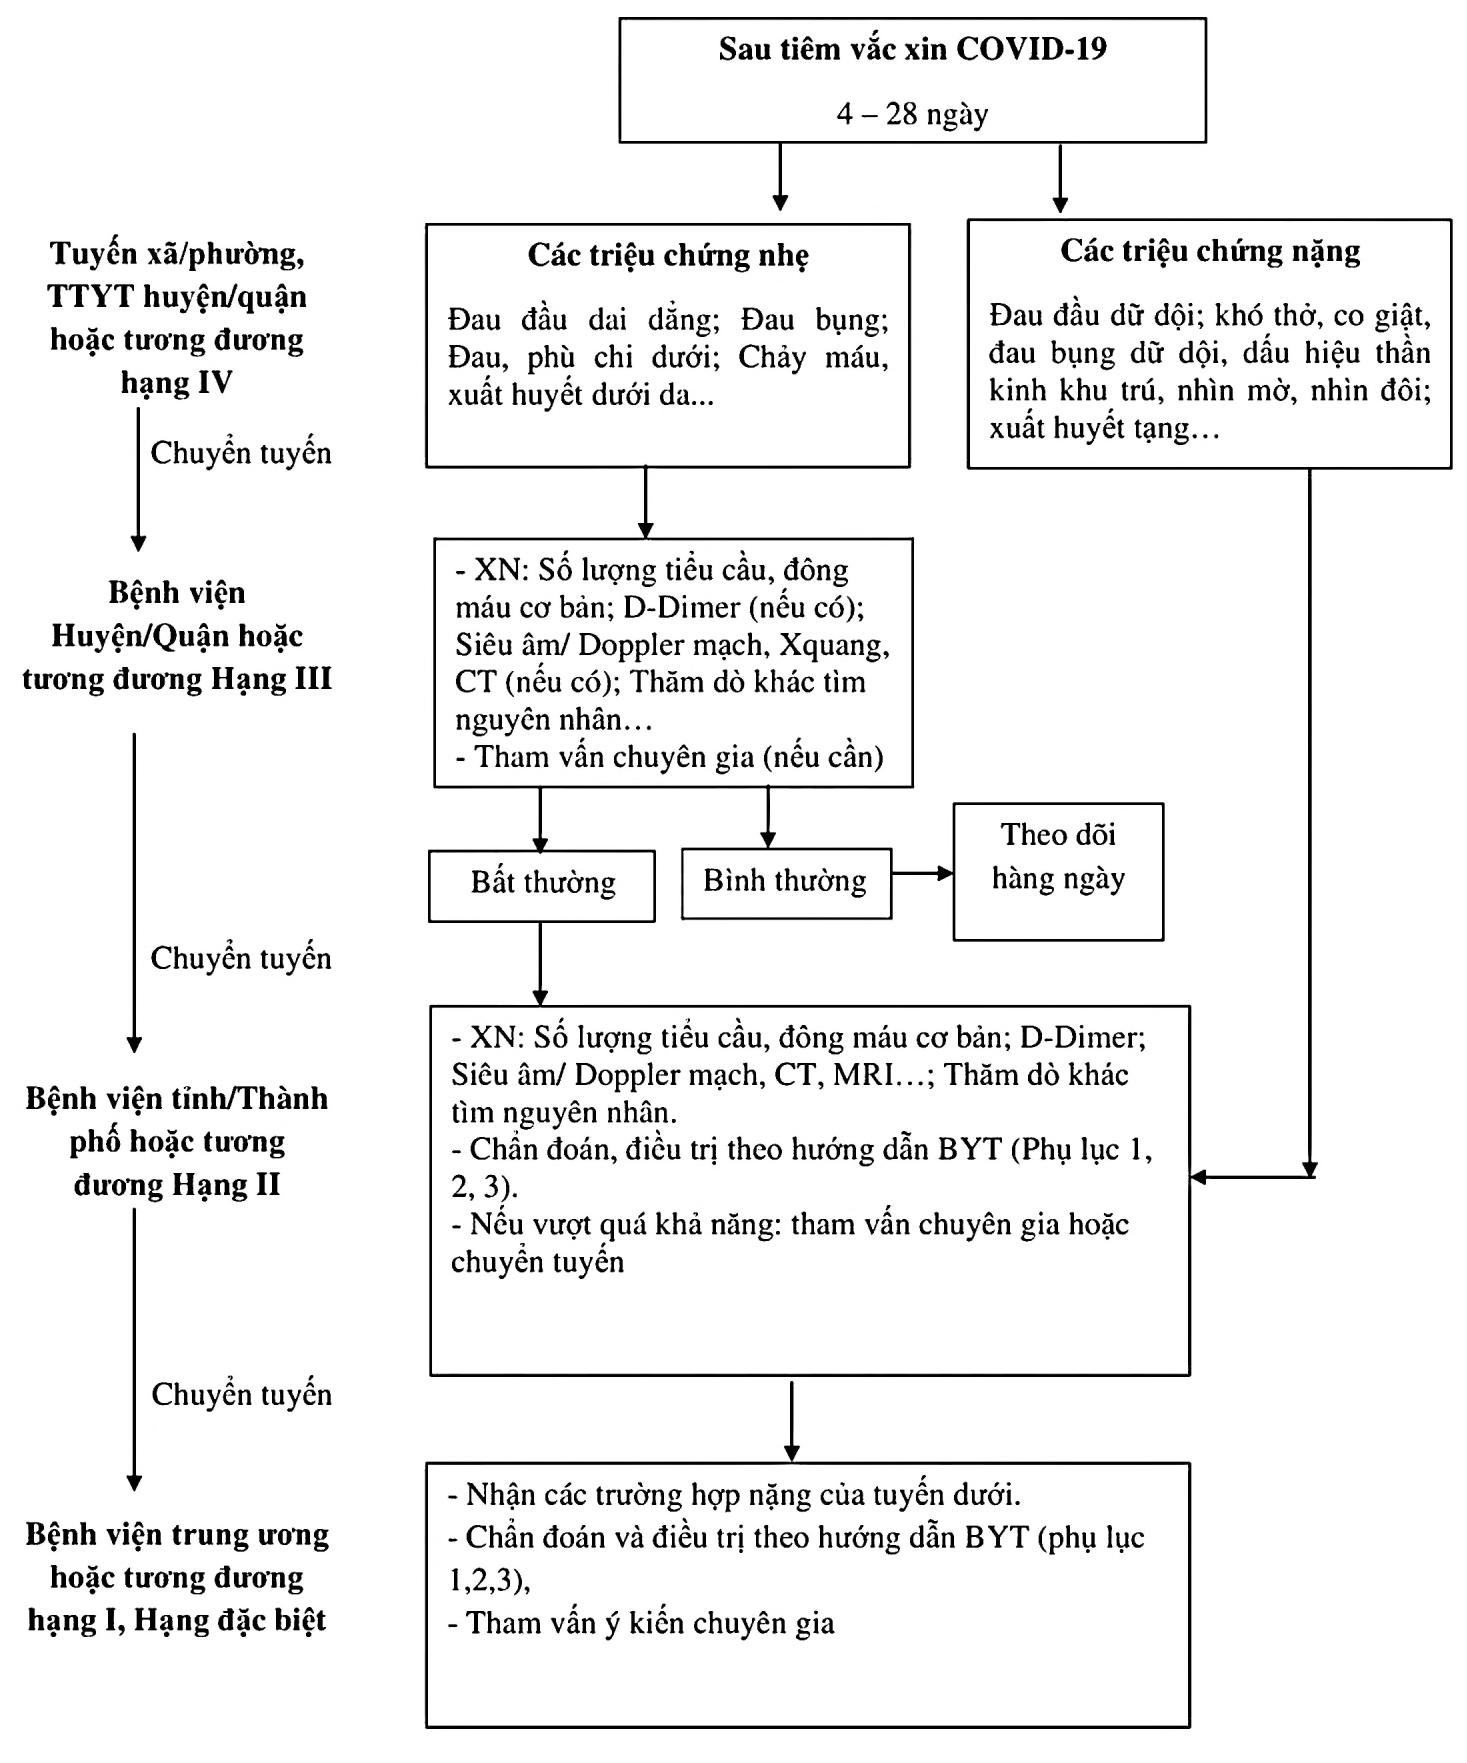 Sau tiêm vắc xin COVID-19
4 – 28 ngày
Tuyến xã/phường,
TTYT huyện/quận
hoặc tương đương
hạng IV
Chuyển tuyến
Các triệu chứng nhẹ
Đau đầu dai dẳng; Đau bụng;
Đau, phù chi dưới; Chảy máu,
xuất huyết dưới da...
Các triệu chứng nặng
Đau đầu dữ dội; khó thở, co giật,
đau bụng dữ dội, dấu hiệu thần
kinh khu trú, nhìn mờ, nhìn đôi;
xuất huyết tạng…
Bệnh viện
Huyện/Quận hoặc
tương đương Hạng III
- XN: Số lượng tiểu cầu, đông
máu cơ bản; D-Dimer (nếu có);
Siêu âm/ Doppler mạch, Xquang,
CT (nếu có); Thăm dò khác tìm
nguyên nhân…
- Tham vấn chuyên gia (nếu cần)
Bất thường
Bình thường
Theo dõi
hàng ngày
Chuyển tuyến
Bệnh viện tỉnh/Thành
phố hoặc tương
đương Hạng II
- XN: Số lượng tiểu cầu, đông máu cơ bản; D-Dimer;
Siêu âm/ Doppler mạch, CT, MRI…; Thăm dò khác
tìm nguyên nhân.
- Chẩn đoán, điều trị theo hướng dẫn BYT (Phụ lục 1,
2, 3).
- Nếu vượt quá khả năng: tham vấn chuyên gia hoặc
chuyển tuyến
Chuyển tuyến
Bệnh viện trung ương
hoặc tương đương
hạng I, Hạng đặc biệt
- Nhận các trường hợp nặng của tuyến dưới.
- Chẩn đoán và điều trị theo hướng dẫn BYT (phụ lục
1,2,3),
- Tham vấn ý kiến chuyên gia